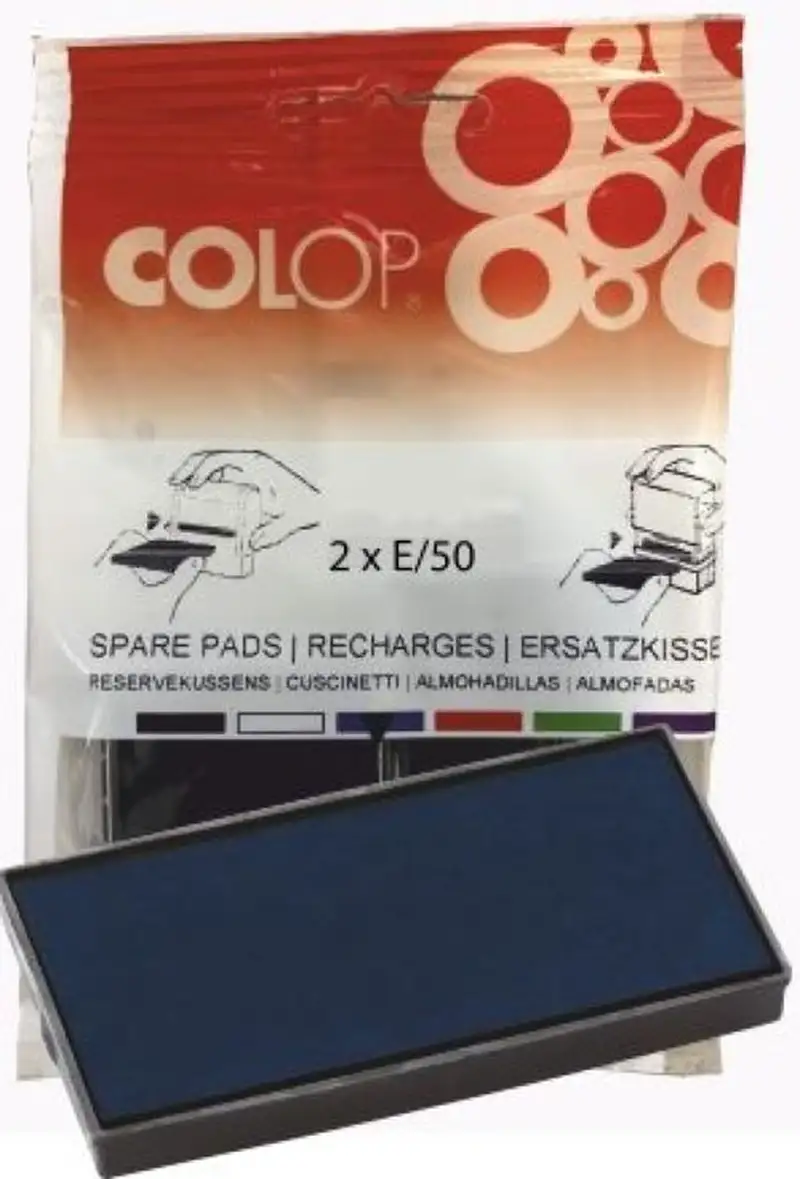 COLOP
2 x E/50
SPARE PADS | RECHARGES | ERSATZKISSE
RESERVEKUSSENS | CUSCINETTI | ALMOHADILLAS | ALMOFADAS